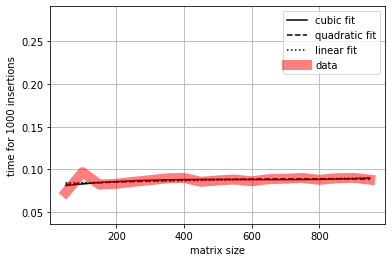 cubic fit
quadratic fit
linear fit
data
0.25
0.20
0.15
0.10
0.05
time for 1000 insertions
200
400
600
800
matrix size